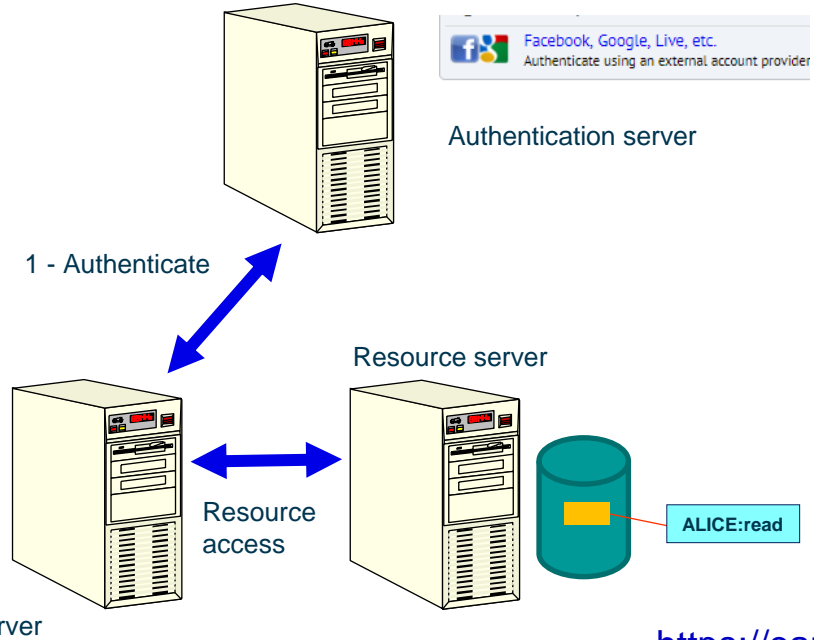 Facebook, Google, Live, etc.
Authenticate using an external account provider
Authentication server
1 - Authenticate
Resource server
Resource
access
ALICE:read
rver